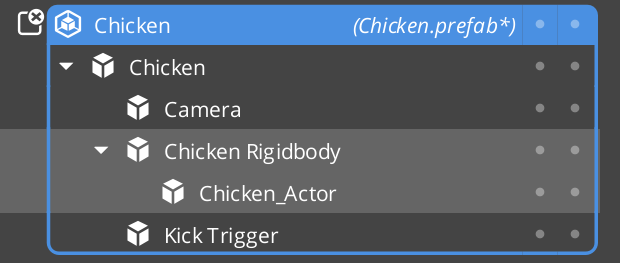 Chicken (Chicken.prefab*)
Chicken
Camera
Chicken Rigidbody
Chicken_Actor
Kick Trigger